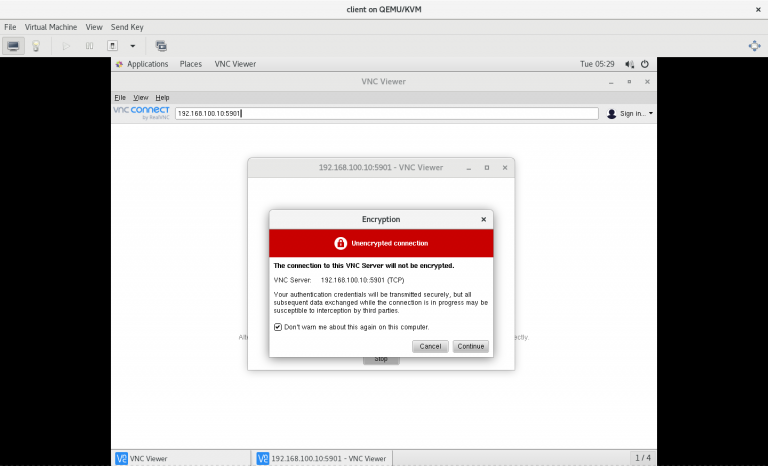 client on QEMU/KVM
File Virtual Machine View Send Key
Applications Places VNC Viewer Tue 05:29
VNC Viewer
File View Help
VNC CONNECT
by RealVNC
192.168.100.10:5901
Sign in...
192.168.100.10:5901 - VNC Viewer
Encryption
Unencrypted connection
The connection to this VNC Server will not be encrypted.
VNC Server: 192.168.100.10::5901 (TCP)
Your authentication credentials will be transmitted securely, but all
subsequent data exchanged while the connection is in progress may be
susceptible to interception by third parties.
Don't warn me about this again on this computer.
Cancel Continue
Stop
VNC Viewer
192.168.100.10:5901 - VNC Viewer
1 / 4